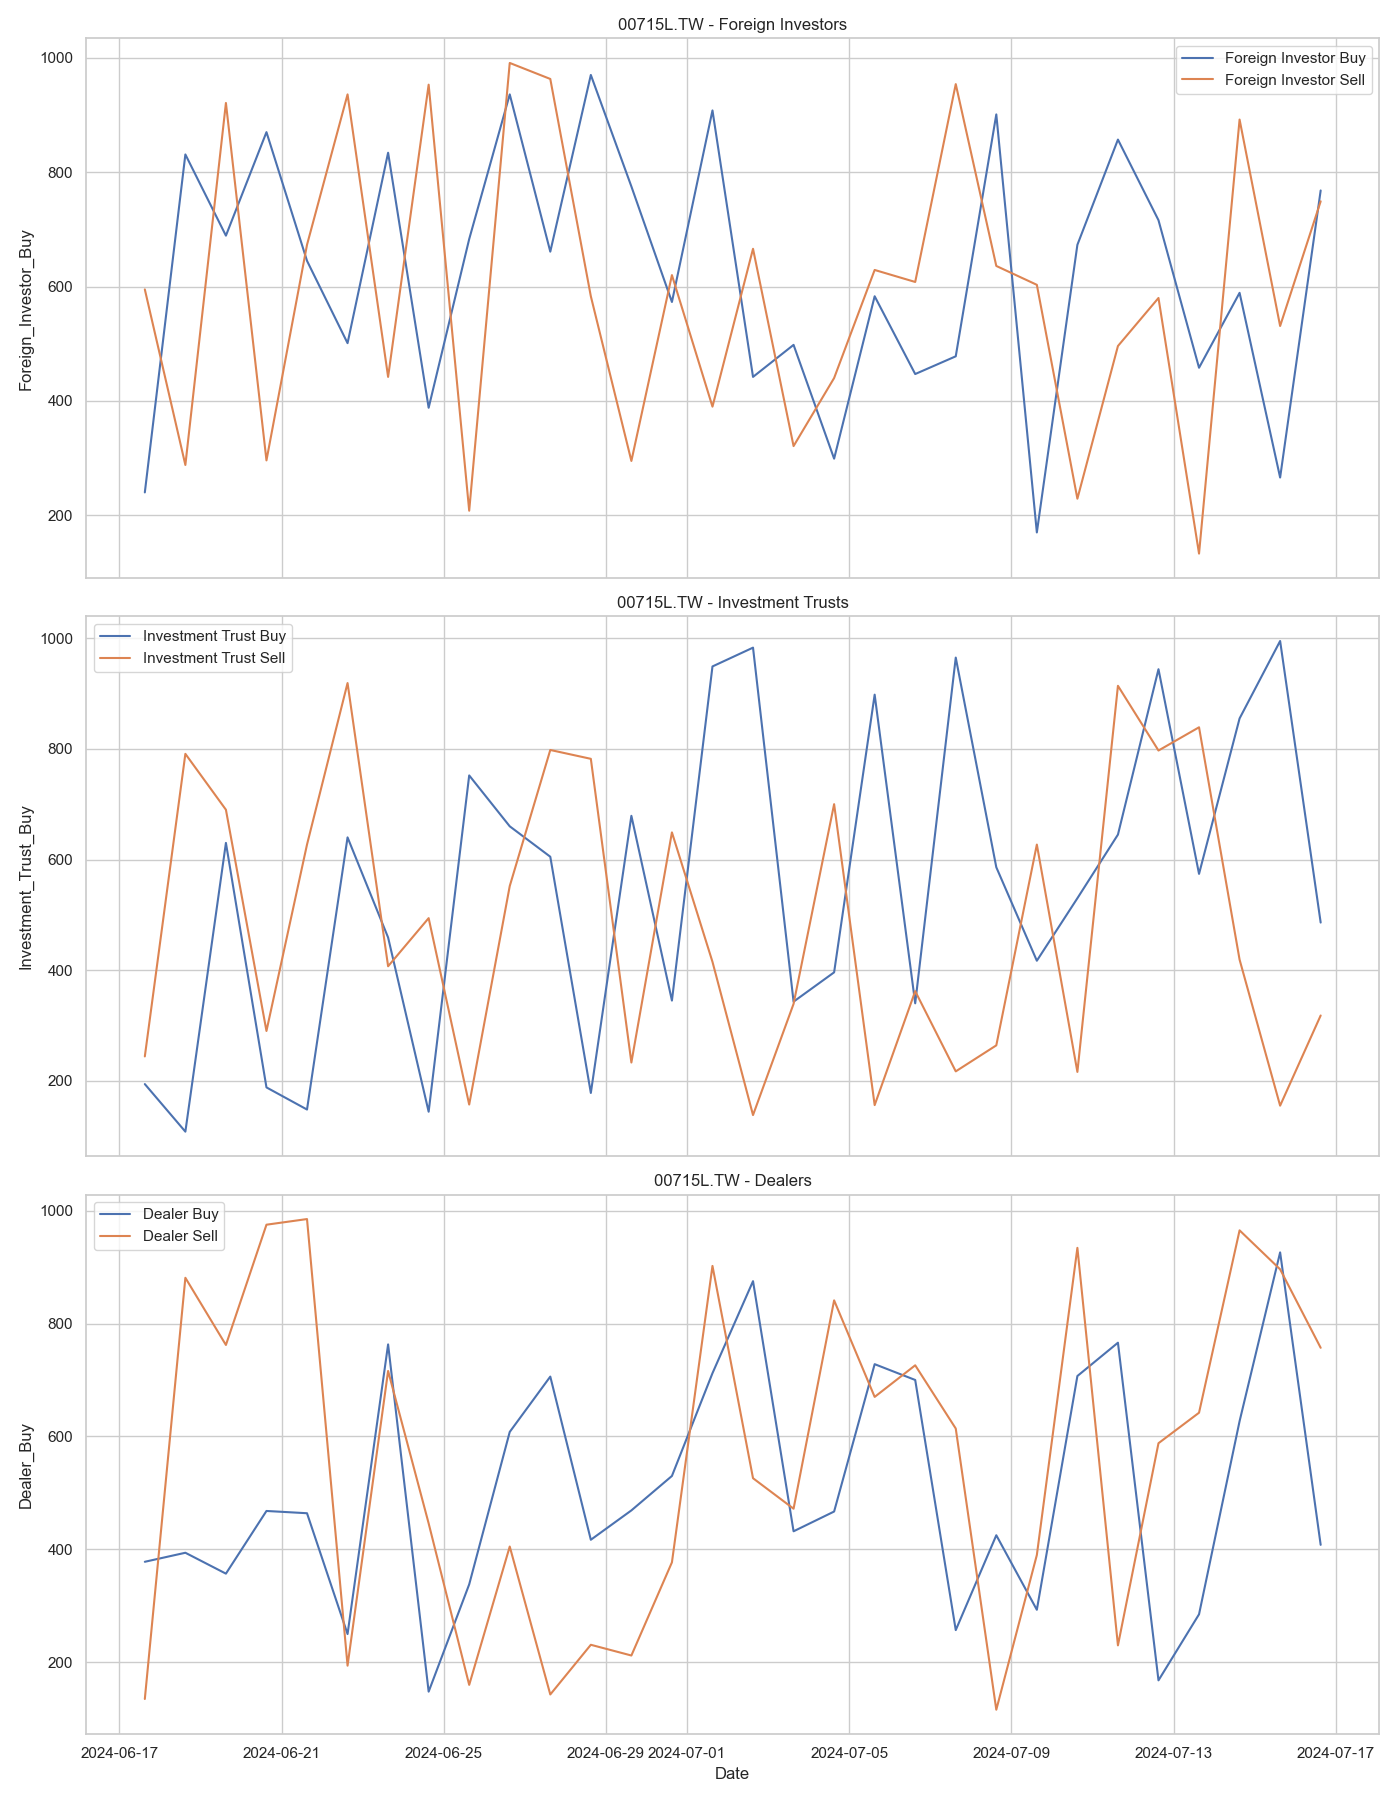 00715L.TW - Foreign Investors
Foreign Investor Buy
Foreign Investor Sell
1000
800
600
400
200
Foreign_Investor_Buy
00715L.TW - Investment Trusts
Investment Trust Buy
Investment Trust Sell
1000
800
600
400
200
Investment_Trust_Buy
00715L.TW - Dealers
Dealer Buy
Dealer Sell
1000
800
600
400
200
Dealer_Buy
2024-06-17 2024-06-21 2024-06-25 2024-06-29 2024-07-01 2024-07-05 2024-07-09 2024-07-13 2024-07-17
Date